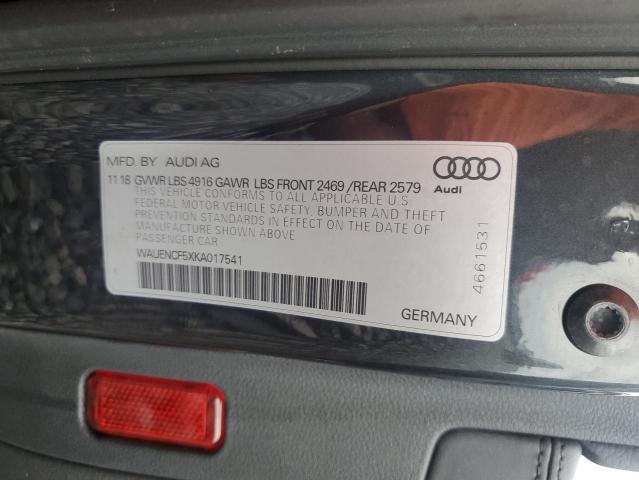 MFD. BY AUDI AG
11 18 GVWR LBS 4916 GAWR LBS FRONT 2469 /REAR 2579
THIS VEHICLE CONFORMS TO ALL APPLICABLE U.S
FEDERAL MOTOR VEHICLE SAFETY, BUMPER AND THEFT
PREVENTION STANDARDS IN EFFECT ON THE DATE OF
MANUFACTURE SHOWN ABOVE.
PASSENGER CAR
WAUENCF5XKA017541
Audi
4661531
GERMANY